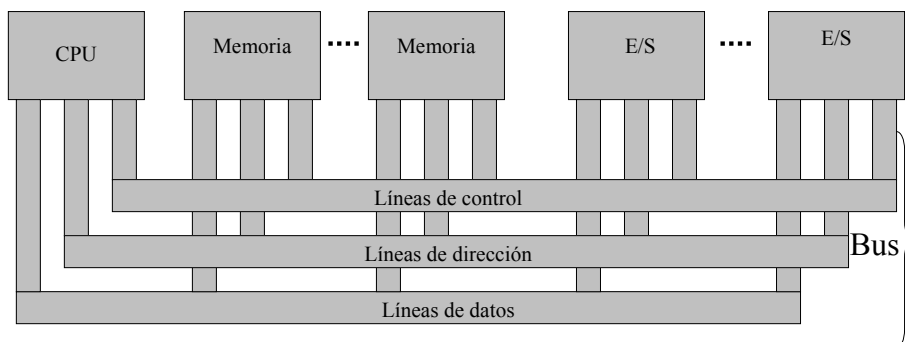 CPU
Memoria
....
Memoria
E/S
....
E/S
Líneas de control
Líneas de dirección
Bus
Líneas de datos